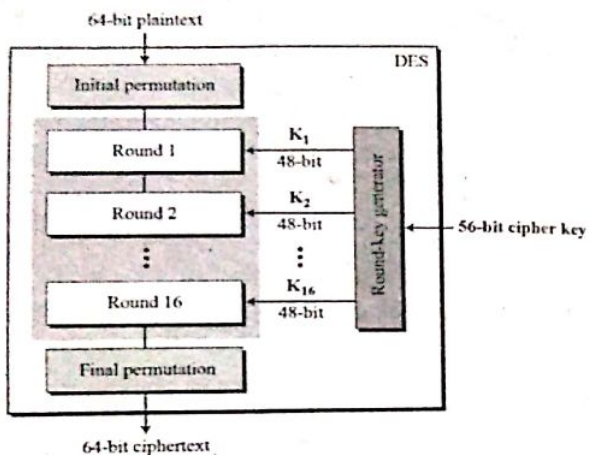 64-bit plaintext
DES
Initial permutation
Round 1
K1
48-bit
Round 2
K2
48-bit
Round-key generator
56-bit cipher key
Round 16
K16
48-bit
Final permutation
64-bit ciphertext